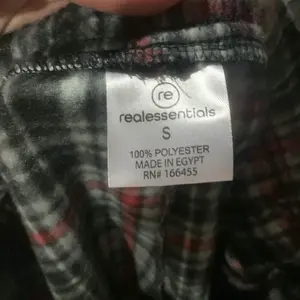 re
realessentials
S
100% POLYESTER
MADE IN EGYPT
RN# 166455